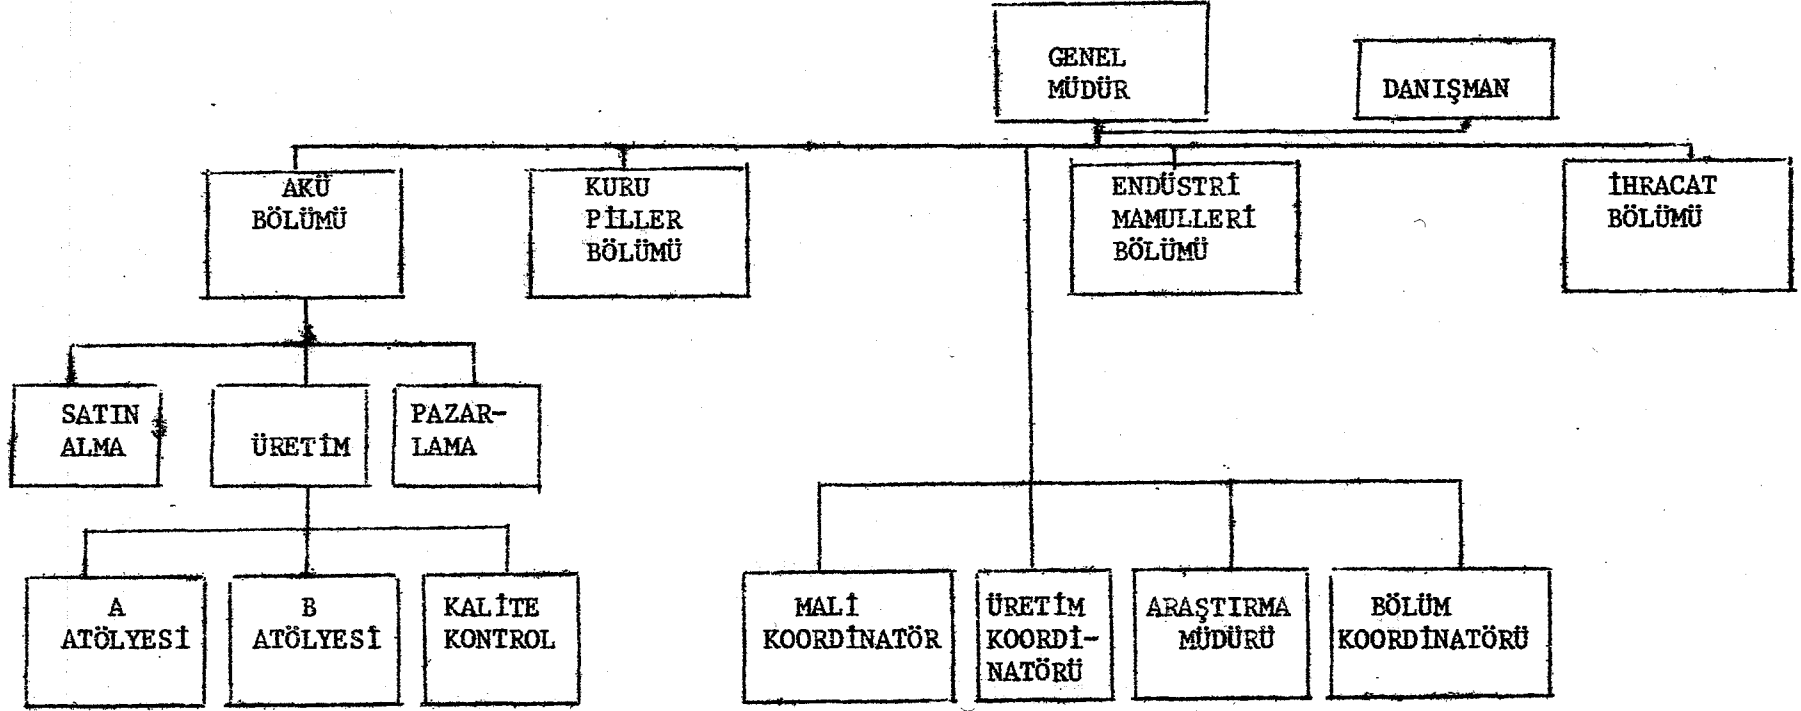 GENEL
MÜDÜR
DANIŞMAN
AKÜ
BÖLÜMÜ
KURU
PİLLER
BÖLÜMÜ
ENDÜSTRİ
MAMULLERİ
BÖLÜMÜ
İHRACAT
BÖLÜMÜ
SATIN
ALMA
ÜRETİM
PAZAR-
LAMA
A
ATÖLYESİ
B
ATÖLYESİ
KALİTE
KONTROL
MALİ
KOORDİNATÖR
ÜRETİM
KOORDİ-
NATÖRÜ
ARAŞTIRMA
MÜDÜRÜ
BÖLÜM
KOORDİNATÖRÜ